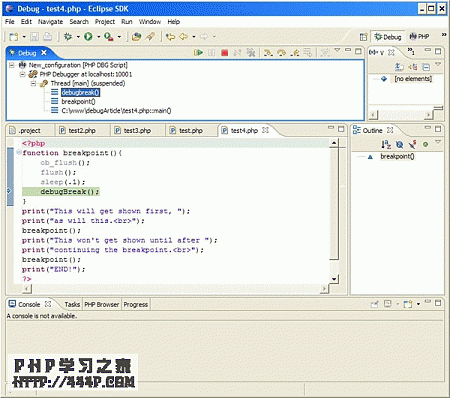 Debug - test4.php - Eclipse SDK
File Edit Navigate Search Project Run Window Help
Debug PHP
Debug
New_configuration [PHP DBG Script]
PHP Debugger at localhost:10001
Thread [main] (suspended)
debugbreak()
breakpoint()
C:\www\debugArticle\test4.php::main()
[no elements]
.project test2.php test3.php test.php test4.php
<?php
function breakpoint(){
ob_flush();
flush();
sleep(.1);
debugBreak();
}
print("This will get shown first, ");
print("as will this.<br>");
breakpoint();
print("This won't get shown until after ");
print("continuing the breakpoint.<br>");
breakpoint();
print("END!");
?>
Outline
breakpoint()
Console Tasks PHP Browser Progress
A console is not available.
PHP学习之家
HTTP://444P.COM